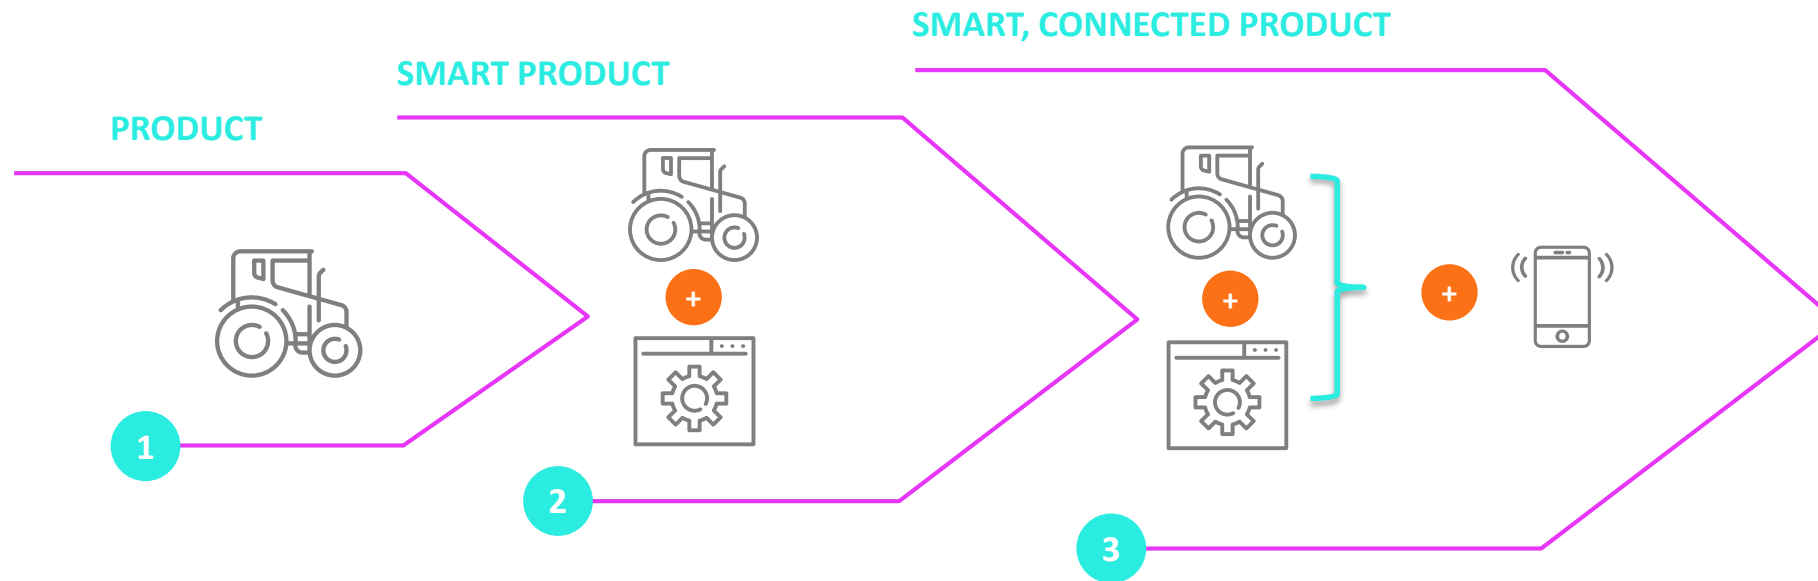 SMART, CONNECTED PRODUCT
SMART PRODUCT
PRODUCT
+
+
+
1
2
3